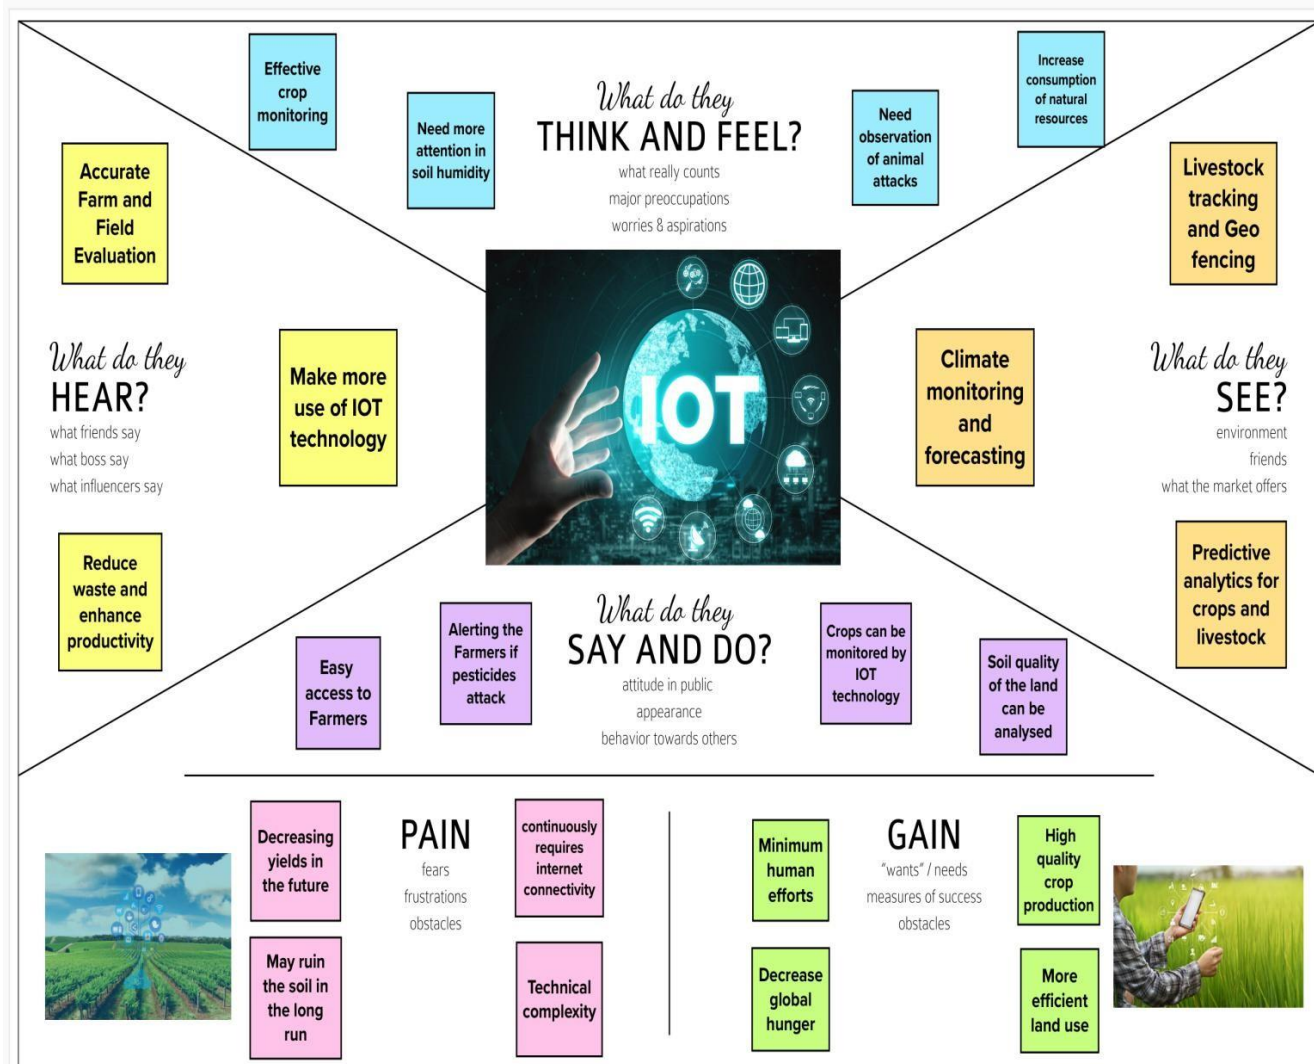 Effective
crop
monitoring
Need more
attention in
soil humidity
What do they
THINK AND FEEL?
what really counts
major preoccupations
worries & aspirations
Need
observation
of animal
attacks
Increase
consumption
of natural
resources
Accurate
Farm and
Field
Evaluation
What do they
HEAR?
what friends say
what boss say
what influencers say
Make more
use of IOT
technology
Reduce
waste and
enhance
productivity
IOT
Livestock
tracking
and Geo
fencing
Climate
monitoring
and
forecasting
What do they
SEE?
environment
friends
what the market offers
Predictive
analytics for
crops and
livestock
Easy
access to
Farmers
Alerting the
Farmers if
pesticides
attack
What do they
SAY AND DO?
attitude in public
appearance
behavior towards others
Crops can be
monitored by
IOT
technology
Soil quality
of the land
can be
analysed
Decreasing
yields in
the future
May ruin
the soil in
the long
run
PAIN
fears
frustrations
obstacles
continuously
requires
internet
connectivity
Technical
complexity
Minimum
human
efforts
Decrease
global
hunger
GAIN
"wants" / needs
measures of success
obstacles
High
quality
crop
production
More
efficient
land use